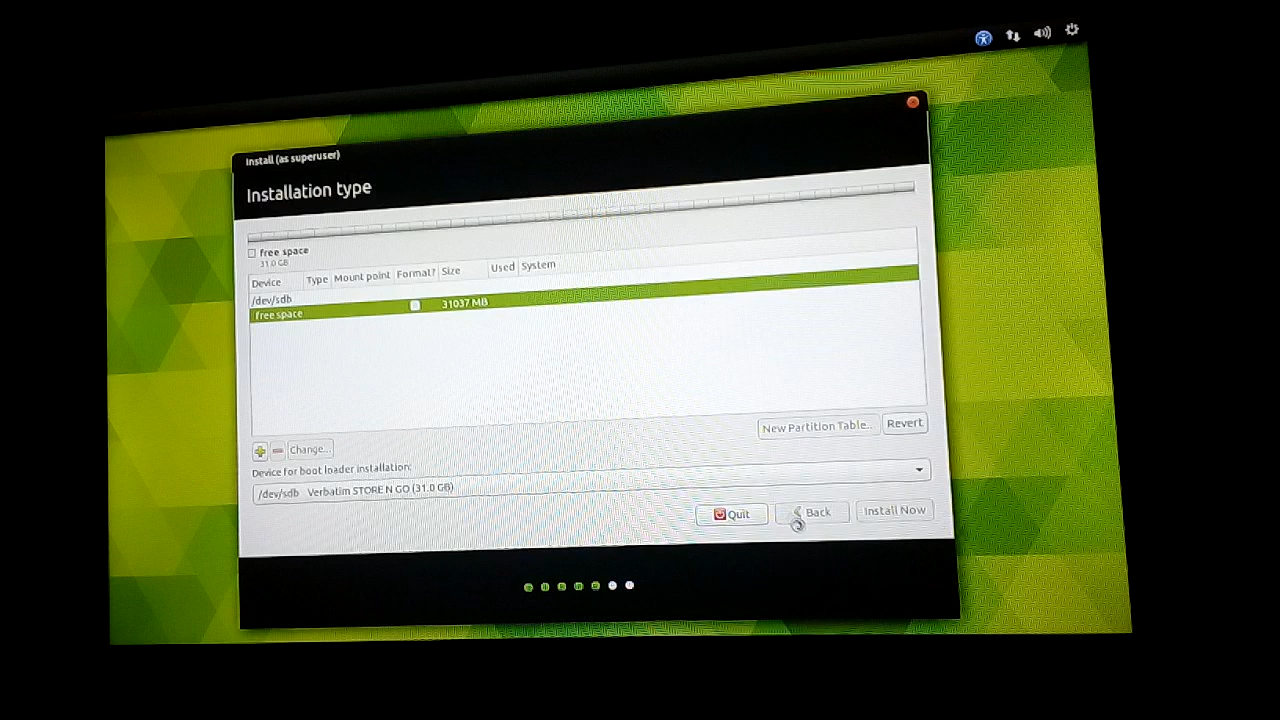 Install (as superuser)
Installation type
free space
31.0 GB
Device Type Mount point Format? Size Used System
/dev/sdb
free space 31037 MB
Change...
New Partition Table... Revert
Device for boot loader installation:
/dev/sdb Verbatim STORE N GO (31.0 GB)
Quit Back Install Now